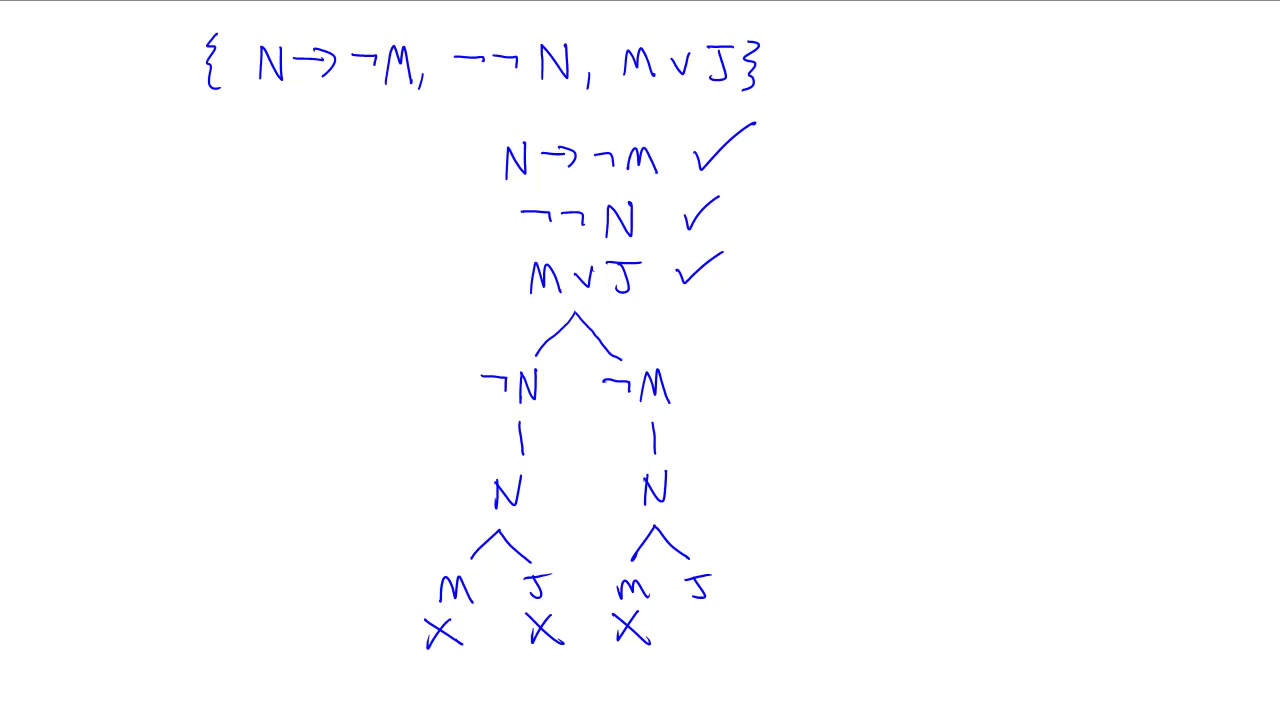 { N → ¬M, ¬¬N, M ∨ J }
N → ¬M ✓
¬¬N ✓
M ∨ J ✓
¬N ¬M
N N
M J M J
X X X